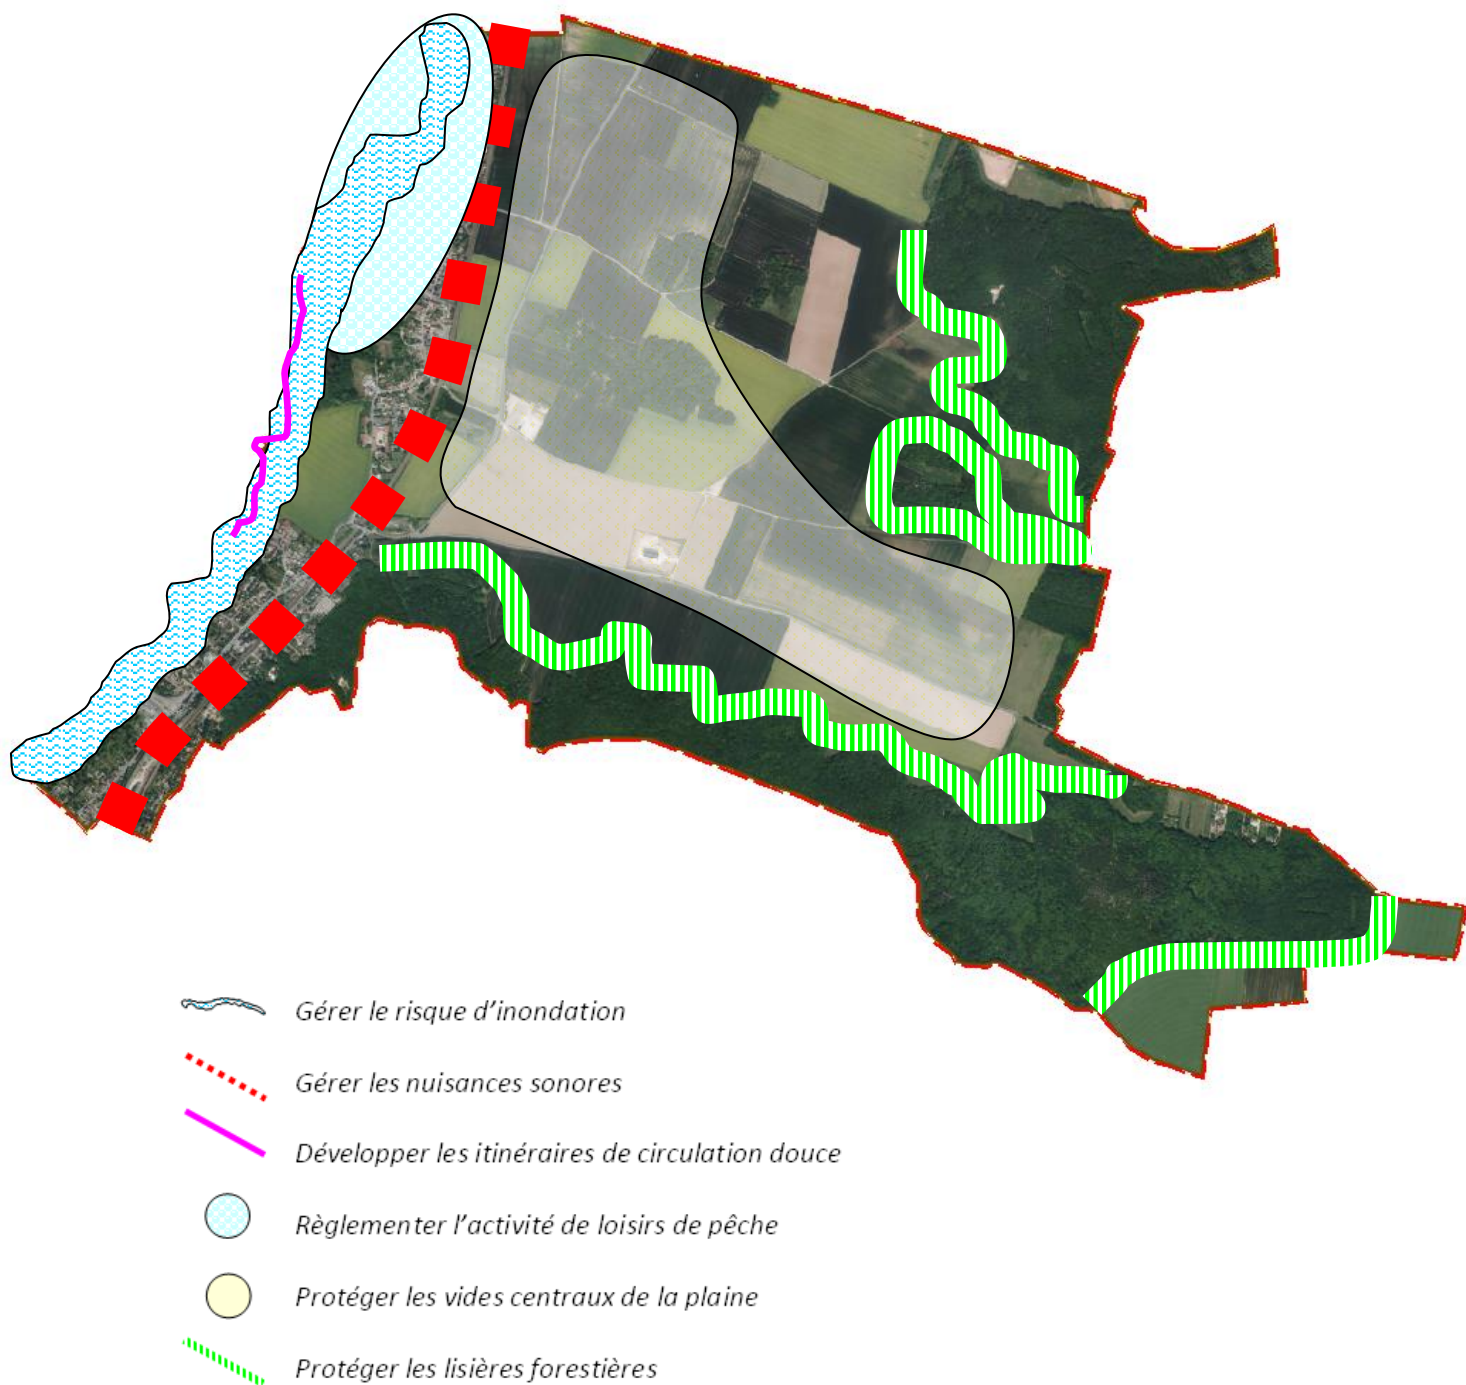 Gérer le risque d’inondation
Gérer les nuisances sonores
Développer les itinéraires de circulation douce
Règlementer l’activité de loisirs de pêche
Protéger les vides centraux de la plaine
Protéger les lisières forestières